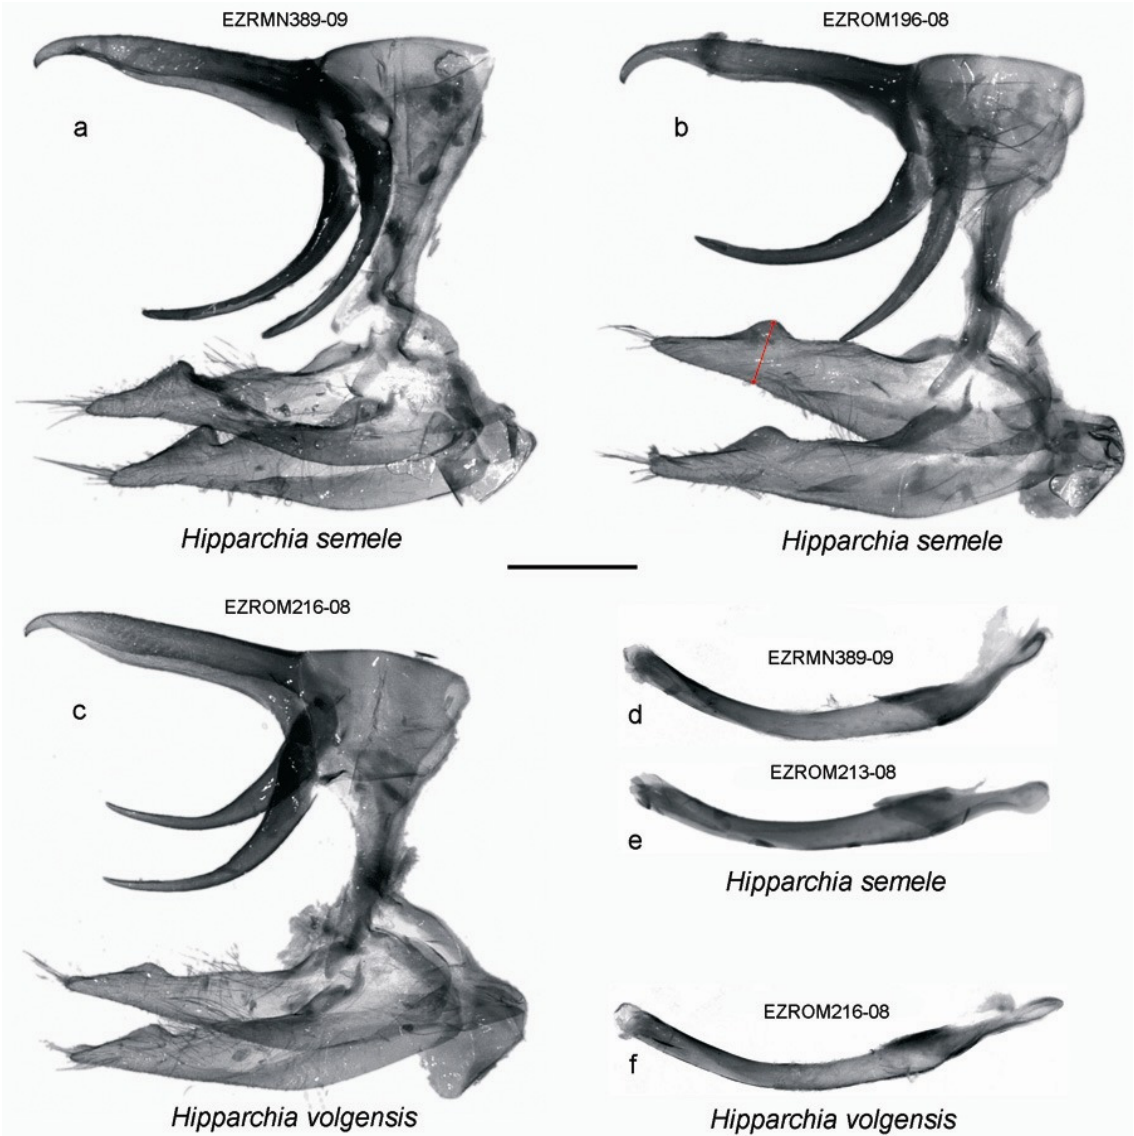 EZRMN389-09
EZROM196-08
a
b
Hipparchia semele
Hipparchia semele
EZROM216-08
c
EZRMN389-09
d
EZROM213-08
e
Hipparchia semele
EZROM216-08
f
Hipparchia volgensis
Hipparchia volgensis